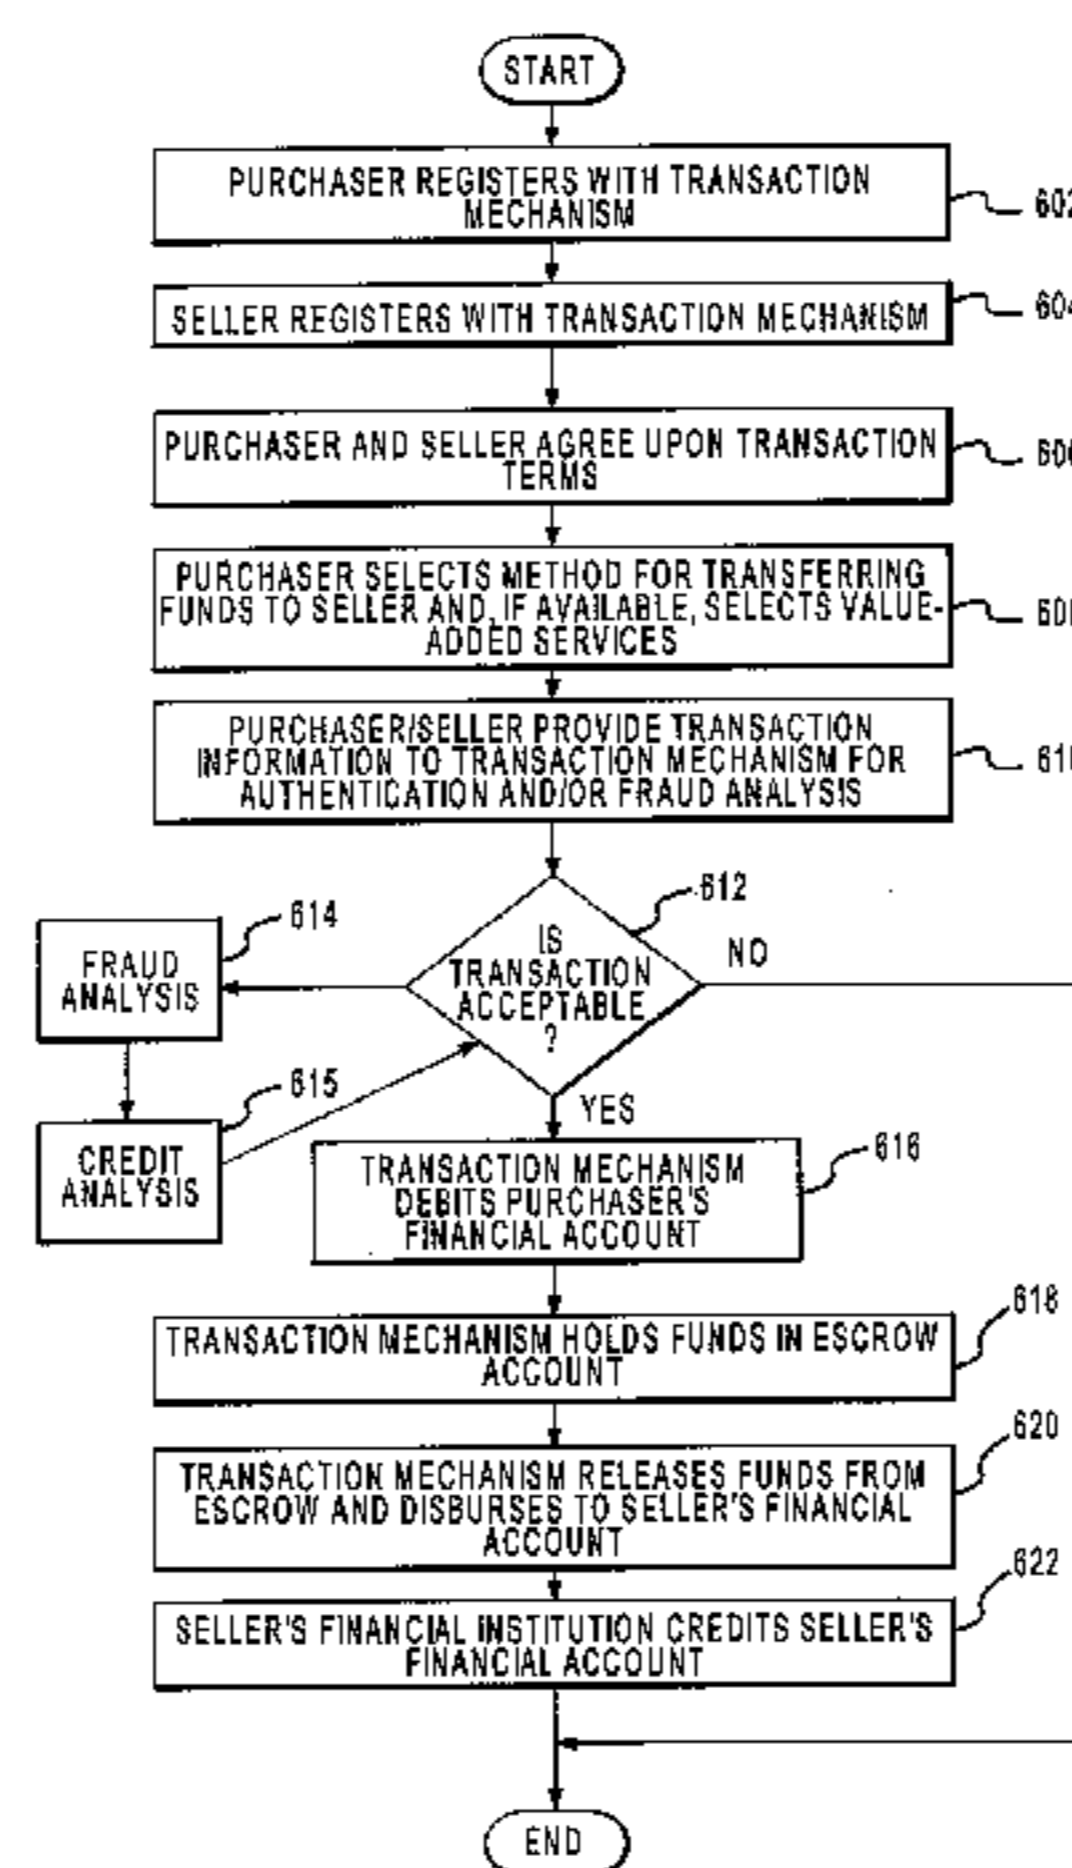 START
PURCHASER REGISTERS WITH TRANSACTION
MECHANISM
602
SELLER REGISTERS WITH TRANSACTION MECHANISM
604
PURCHASER AND SELLER AGREE UPON TRANSACTION
TERMS
PURCHASER SELECTS METHOD FOR TRANSFERRING
FUNDS TO SELLER AND, IF AVAILABLE, SELECTS VALUE-
ADDED SERVICES
PURCHASER/SELLER PROVIDE TRANSACTION
INFORMATION TO TRANSACTION MECHANISM FOR
AUTHENTICATION AND/OR FRAUD ANALYSIS
612
IS
TRANSACTION
ACCEPTABLE
?
NO
614
FRAUD
ANALYSIS
615
CREDIT
ANALYSIS
YES
616
TRANSACTION MECHANISM
DEBITS PURCHASER'S
FINANCIAL ACCOUNT
618
TRANSACTION MECHANISM HOLDS FUNDS IN ESCROW
ACCOUNT
620
TRANSACTION MECHANISM RELEASES FUNDS FROM
ESCROW AND DISBURSES TO SELLER'S FINANCIAL
ACCOUNT
622
SELLER'S FINANCIAL INSTITUTION CREDITS SELLER'S
FINANCIAL ACCOUNT
END